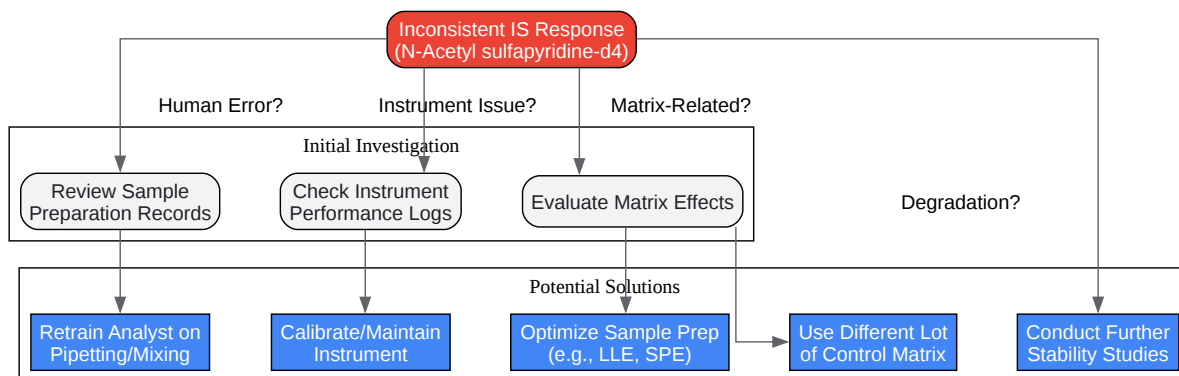 Inconsistent IS Response
(N-Acetyl sulfapyridine-d4)
Human Error?
Instrument Issue?
Matrix-Related?
Initial Investigation
Review Sample
Preparation Records
Check Instrument
Performance Logs
Evaluate Matrix Effects
Degradation?
Potential Solutions
Retrain Analyst on
Pipetting/Mixing
Calibrate/Maintain
Instrument
Optimize Sample Prep
(e.g., LLE, SPE)
Use Different Lot
of Control Matrix
Conduct Further
Stability Studies